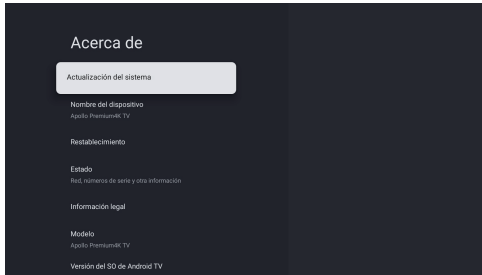 Acerca de
Actualización del sistema
Nombre del dispositivo
Apollo Premium4K TV
Restablecimiento
Estado
Red, números de serie y otra información
Información legal
Modelo
Apollo Premium4K TV
Versión del SO de Android TV